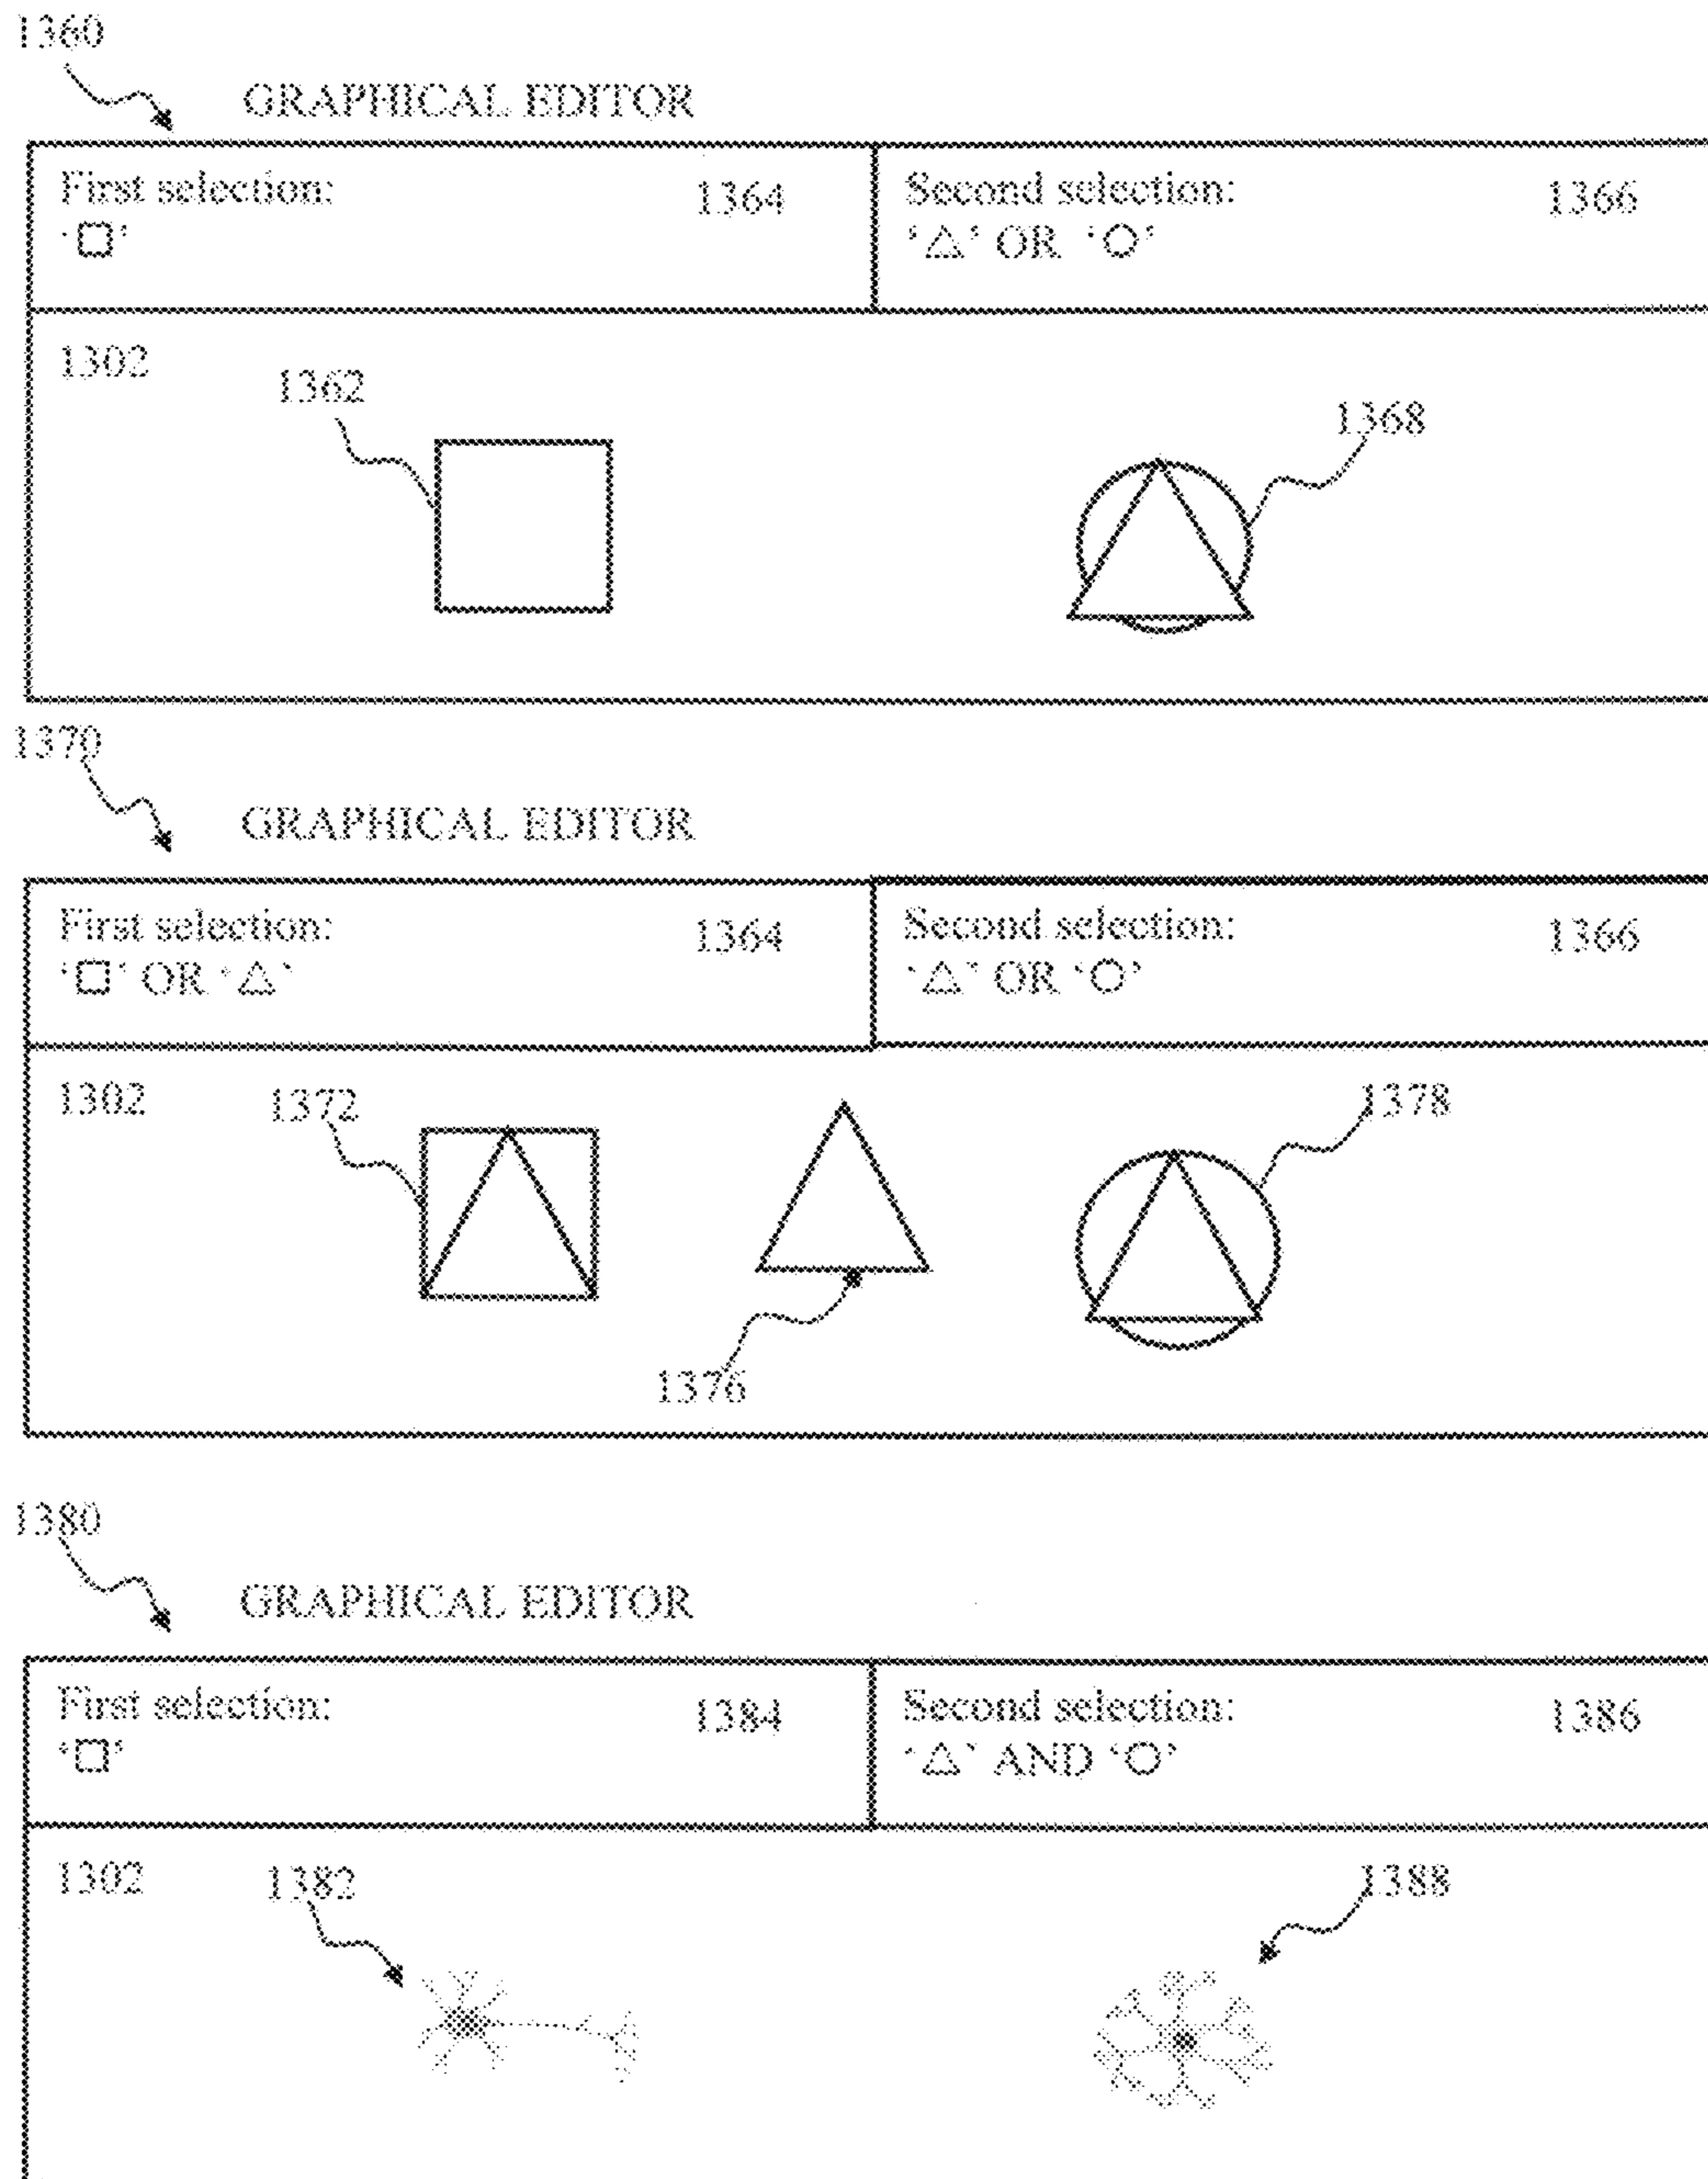 1360
GRAPHICAL EDITOR
First selection: 1364
‘□’
Second selection: 1366
‘△’ OR ‘○’
1302
1362
1368
1370
GRAPHICAL EDITOR
First selection: 1364
‘□’ OR ‘△’
Second selection: 1366
‘△’ OR ‘○’
1302
1372
1378
1376
1380
GRAPHICAL EDITOR
First selection: 1384
‘□’
Second selection: 1386
‘△’ AND ‘○’
1302
1382
1388